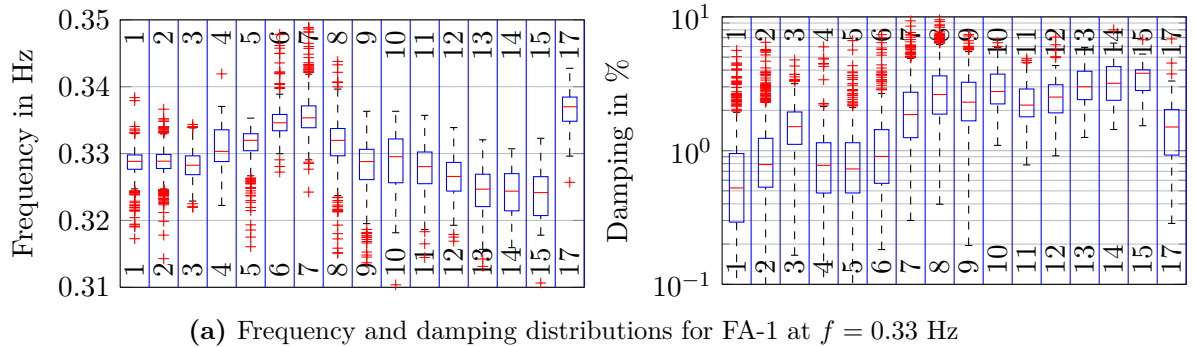 0.35
0.34
0.33
0.32
0.31
Frequency in Hz
1 2 3 4 5 6 7 8 9 10 11 12 13 14 15 17
1 2 3 4 5 6 7 8 9 10 11 12 13 14 15 17
10^1
10^0
10^−1
Damping in %
1 2 3 4 5 6 7 8 9 10 11 12 13 14 15 17
1 2 3 4 5 6 7 8 9 10 11 12 13 14 15 17
(a) Frequency and damping distributions for FA-1 at f = 0.33 Hz